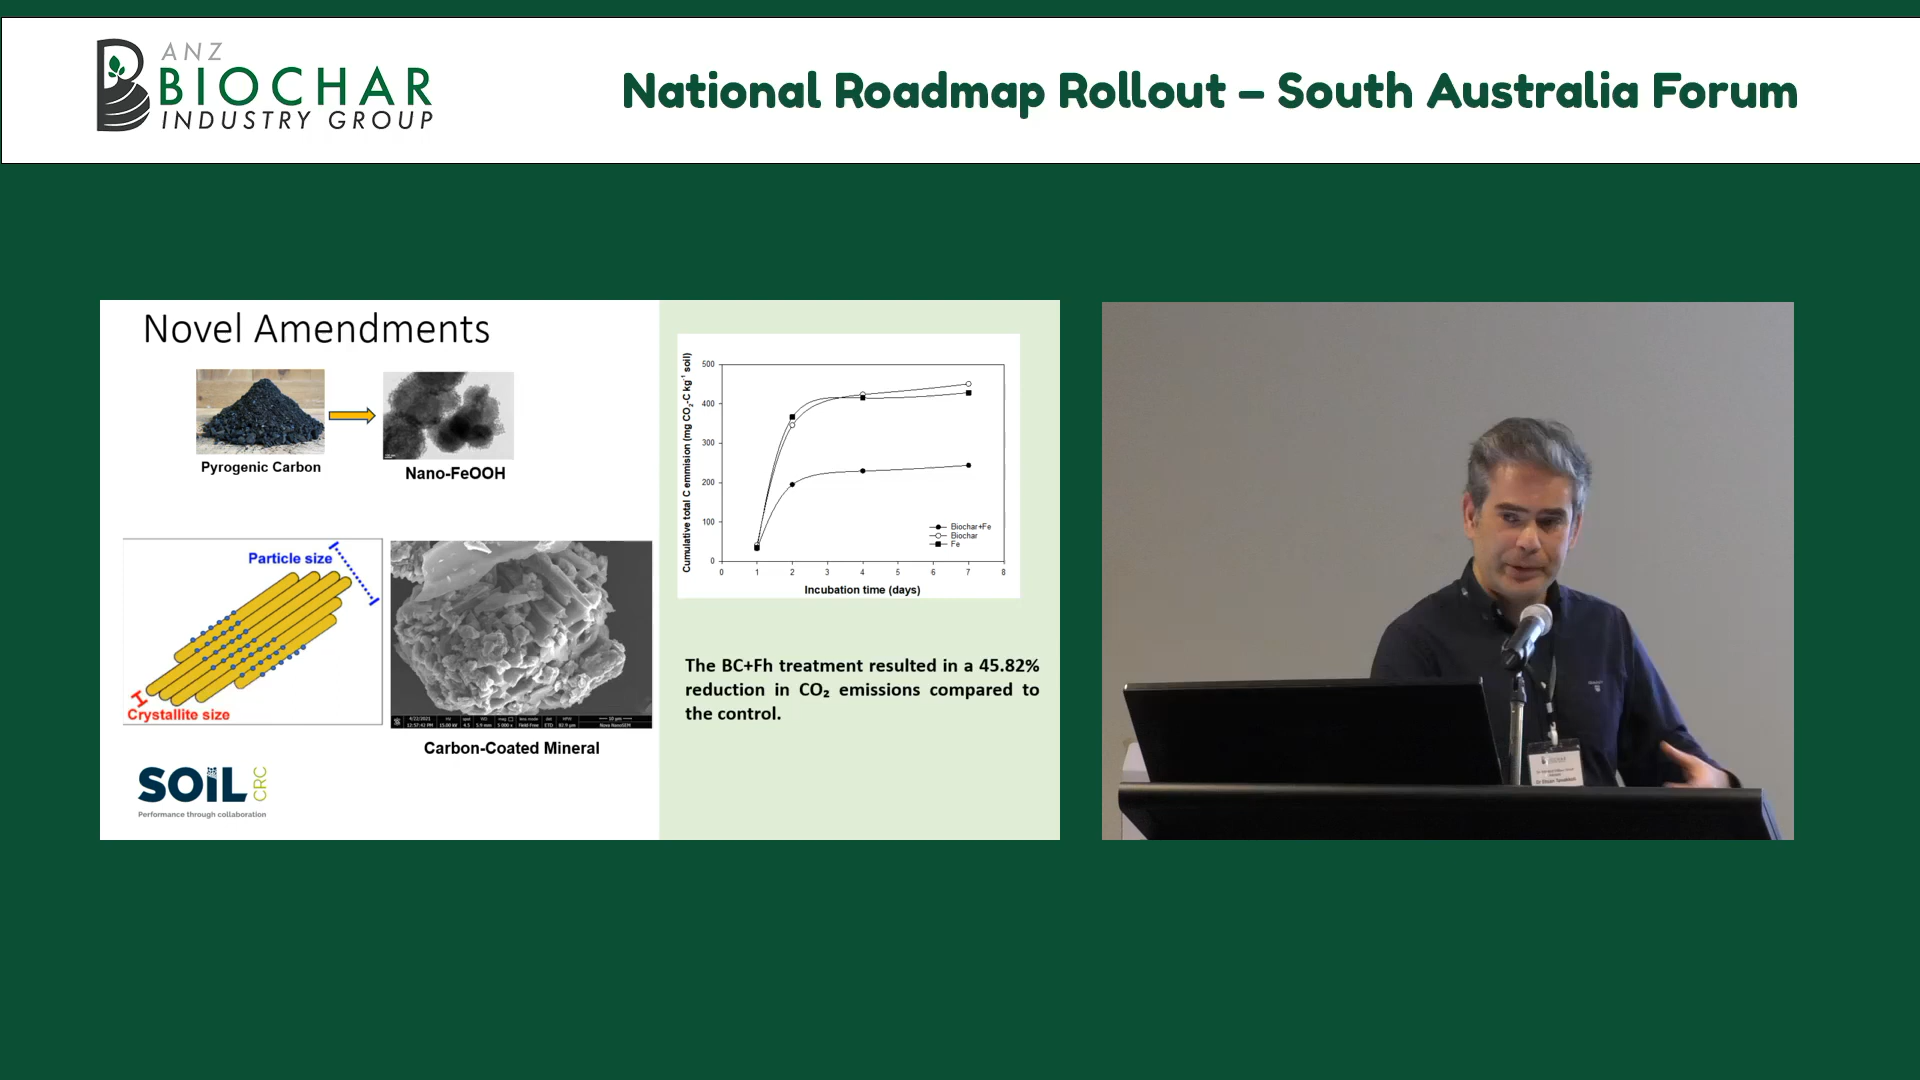 ANZ
BIOCHAR
INDUSTRY GROUP
National Roadmap Rollout – South Australia Forum
Novel Amendments
Pyrogenic Carbon
Nano-FeOOH
Particle size
Crystallite size
Carbon-Coated Mineral
SOiL CRC
Performance through collaboration
Cumulative total C emmision (mg CO₂-C kg⁻¹ soil)
500
400
300
200
100
0
0 1 2 3 4 5 6 7 8
Incubation time (days)
Biochar+Fe
Biochar
Fe
The BC+Fh treatment resulted in a 45.82%
reduction in CO₂ emissions compared to
the control.